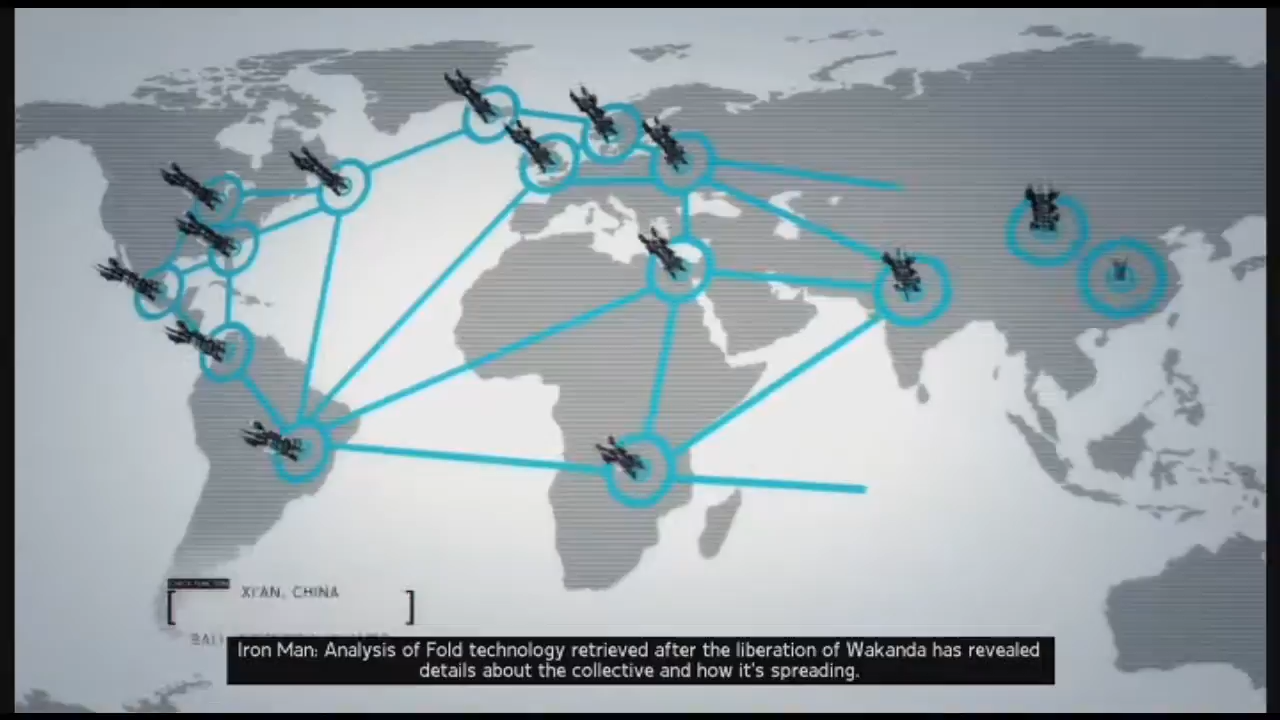 XI'AN, CHINA
Iron Man: Analysis of Fold technology retrieved after the liberation of Wakanda has revealed
details about the collective and how it's spreading.